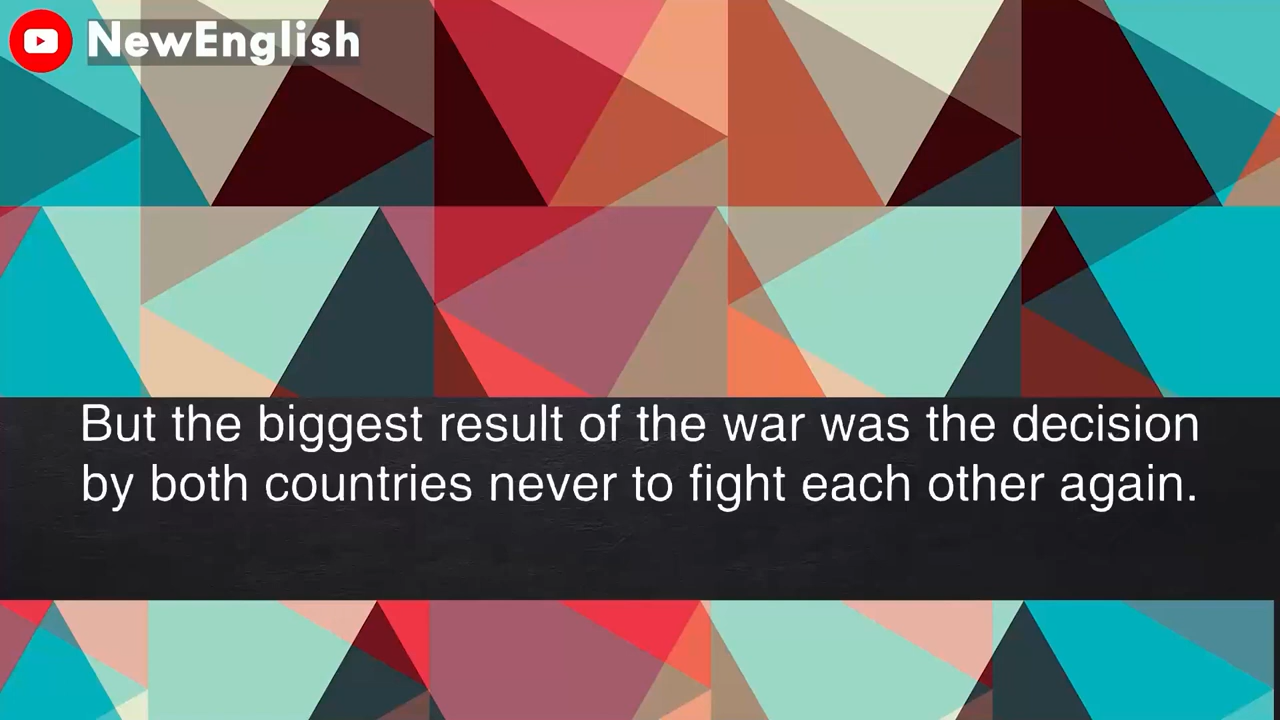 NewEnglish
But the biggest result of the war was the decision
by both countries never to fight each other again.